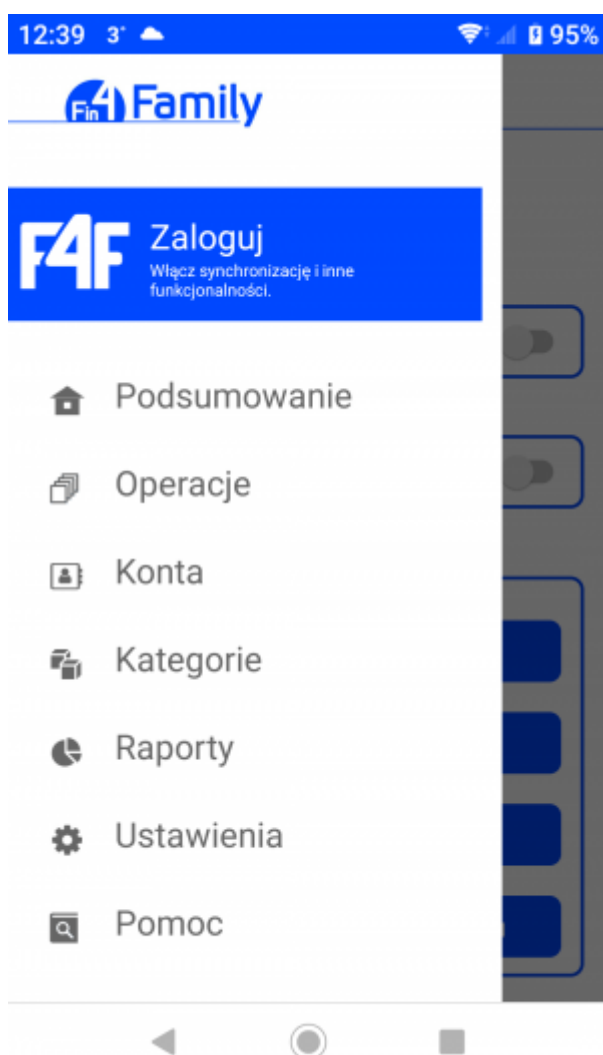 12:39 3° 95%
Fin4Family
F4F
Zaloguj
Włącz synchronizację i inne
funkcjonalności.
Podsumowanie
Operacje
Konta
Kategorie
Raporty
Ustawienia
Pomoc